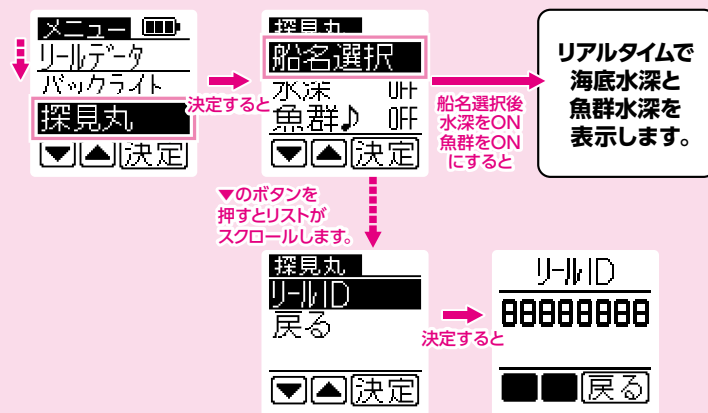 メニュー
リールデータ
バックライト
探見丸
▼▲決定
決定すると
探見丸
船名選択
水深 OFF
魚群♪ OFF
▼▲決定
船名選択後
水深をON
魚群をON
にすると
リアルタイムで
海底水深と
魚群水深を
表示します。
▼のボタンを
押すとリストが
スクロールします。
探見丸
リールID
戻る
▼▲決定
決定すると
リールID
88888888
戻る